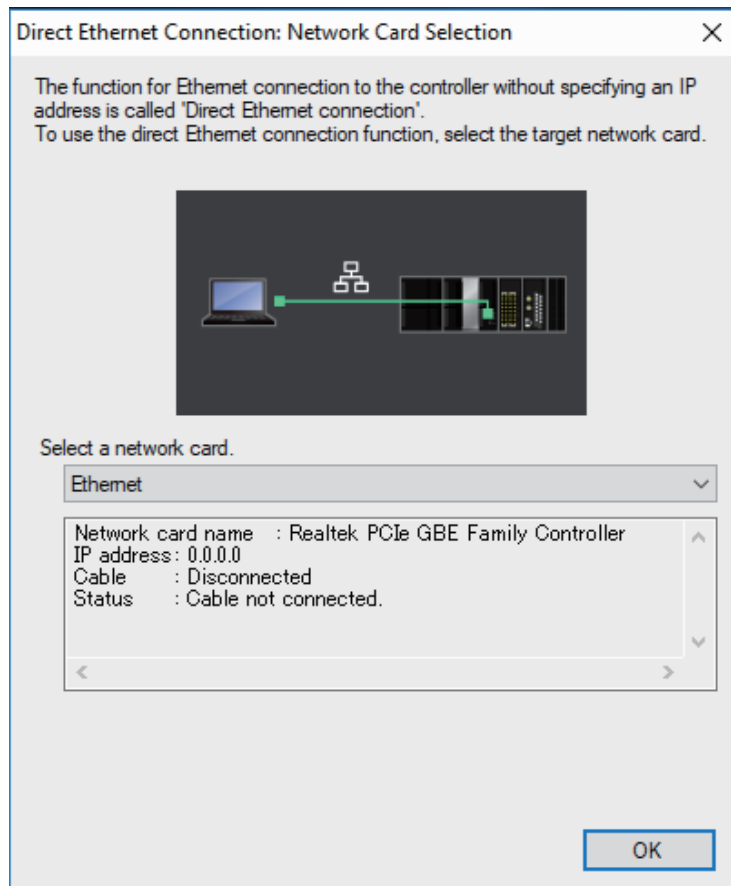 Direct Ethernet Connection: Network Card Selection
The function for Ethernet connection to the controller without specifying an IP
address is called 'Direct Ethernet connection'.
To use the direct Ethernet connection function, select the target network card.
Select a network card.
Ethernet
Network card name : Realtek PCIe GBE Family Controller
IP address : 0.0.0.0
Cable : Disconnected
Status : Cable not connected.
OK